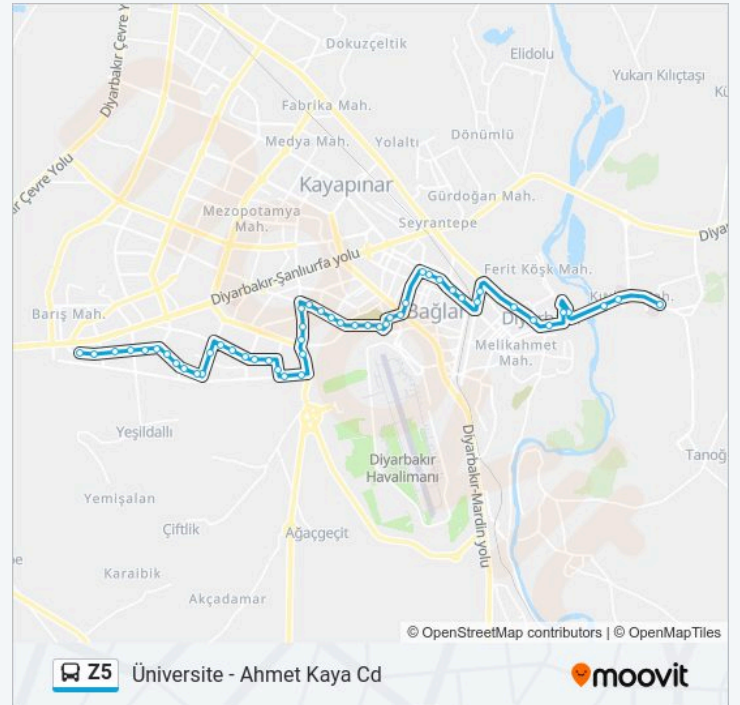 Diyarbakır Çevre Yolu
Dokuzçeltik
Elidolu
Yukarı Kılıçtaşı
Fabrika Mah.
Medya Mah.
Yolaltı
Dönümlü
Kayapınar
Gürdoğan Mah.
Mezopotamya
Mah.
Seyrantepe
Diyarbakır-Şanlıurfa yolu
Ferit Köşk Mah.
Barış Mah.
Bağlar
Melikahmet
Mah.
Yeşildallı
Diyarbakır
Havalimanı
Diyarbakır-Mardin yolu
Yemişalan
Çiftlik
Ağaçgeçit
Karaibik
Akçadamar
© OpenStreetMap contributors | © OpenMapTiles
Z5 Üniversite - Ahmet Kaya Cd
moovit